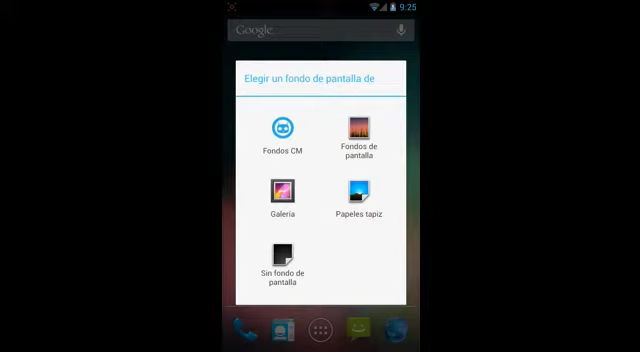 9:25
Google
Elegir un fondo de pantalla de
Fondos CM
Fondos de
pantalla
Galería
Papeles tapiz
Sin fondo de
pantalla